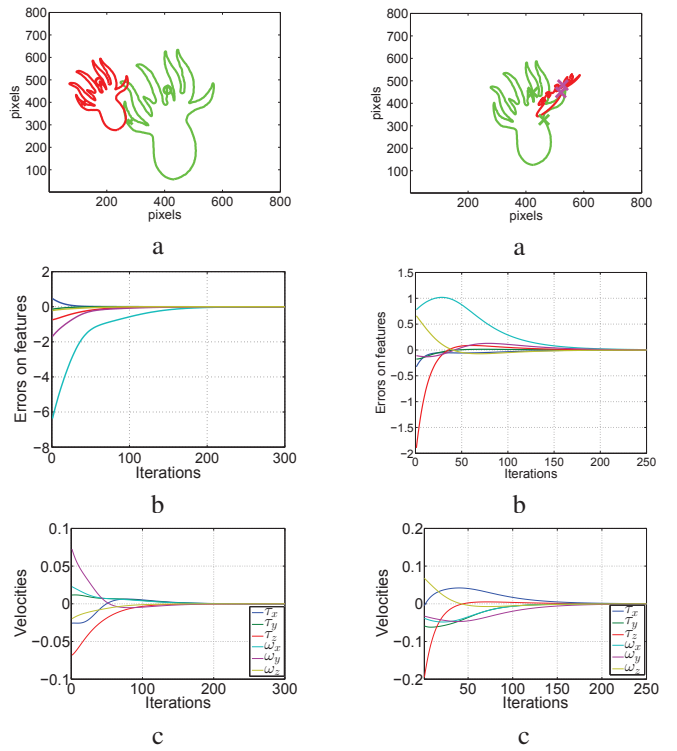 800
700
600
500
400
300
200
100
pixels
200 400 600 800
pixels
a
800
700
600
500
400
300
200
100
pixels
200 400 600 800
pixels
a
2
0
−2
−4
−6
−8
Errors on features
0 100 200 300
Iterations
b
1.5
1
0.5
0
−0.5
−1
−1.5
−2
Errors on features
0 50 100 150 200 250
Iterations
b
0.1
0.05
0
−0.05
−0.1
Velocities
0 100 200 300
Iterations
τx
τy
τz
ωx
ωy
ωz
c
0.2
0.1
0
−0.1
−0.2
Velocities
50 100 150 200 250
Iterations
τx
τy
τz
ωx
ωy
ωz
c